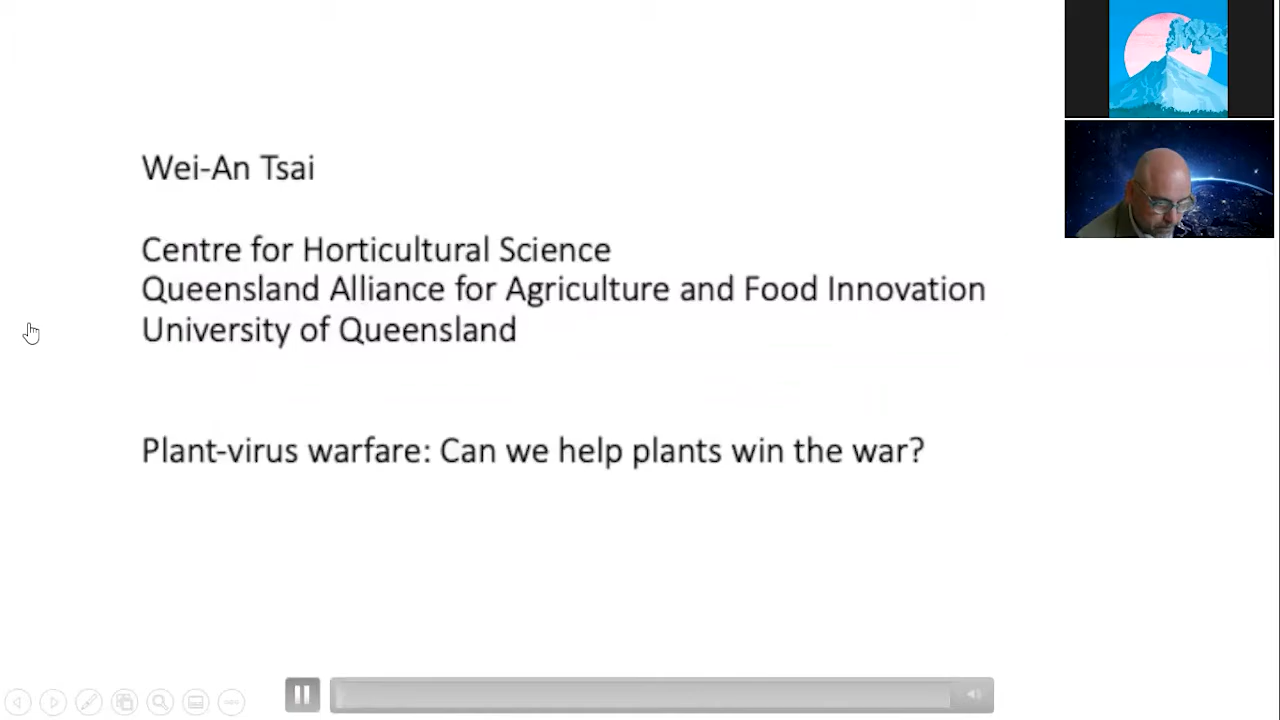 Wei-An Tsai
Centre for Horticultural Science
Queensland Alliance for Agriculture and Food Innovation
University of Queensland
Plant-virus warfare: Can we help plants win the war?